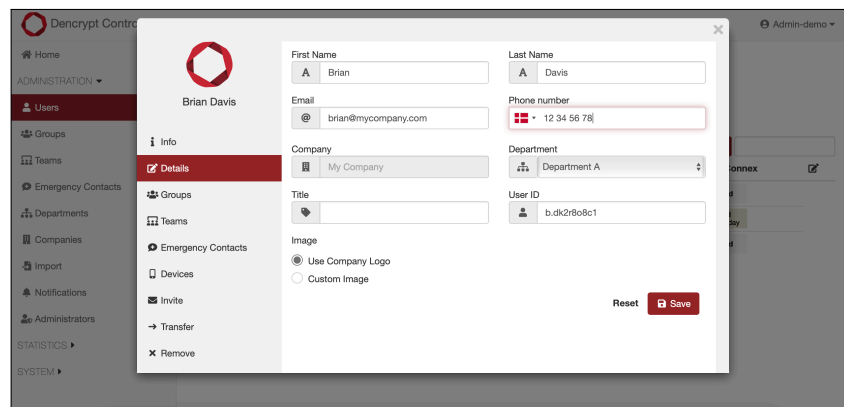 Dencrypt Contro
Admin-demo
Home
ADMINISTRATION
Users
Groups
Teams
Emergency Contacts
Departments
Companies
Import
Notifications
Administrators
STATISTICS
SYSTEM
Brian Davis
Info
Details
Groups
Teams
Emergency Contacts
Devices
Invite
Transfer
Remove
First Name
A Brian
Last Name
A Davis
Email
@ brian@mycompany.com
Phone number
12 34 56 78
Company
My Company
Department
Department A
Title
User ID
b.dk2r8o8c1
Image
Use Company Logo
Custom Image
Reset
Save
onnex
d
day
d